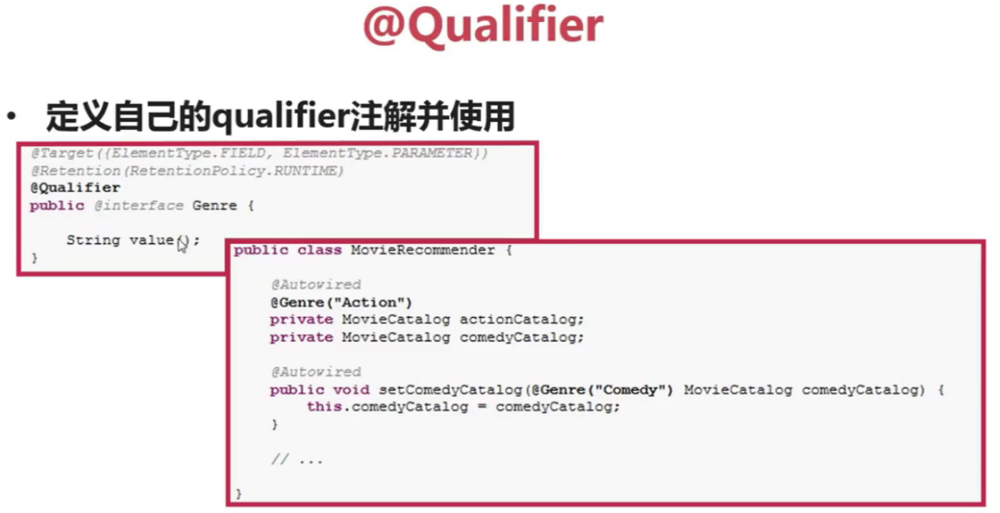 @Qualifier
• 定义自己的qualifier注解并使用
@Target({ElementType.FIELD, ElementType.PARAMETER})
@Retention(RetentionPolicy.RUNTIME)
@Qualifier
public @interface Genre {
String value();
}
public class MovieRecommender {
@Autowired
@Genre("Action")
private MovieCatalog actionCatalog;
private MovieCatalog comedyCatalog;
@Autowired
public void setComedyCatalog(@Genre("Comedy") MovieCatalog comedyCatalog) {
this.comedyCatalog = comedyCatalog;
}
// ...
}